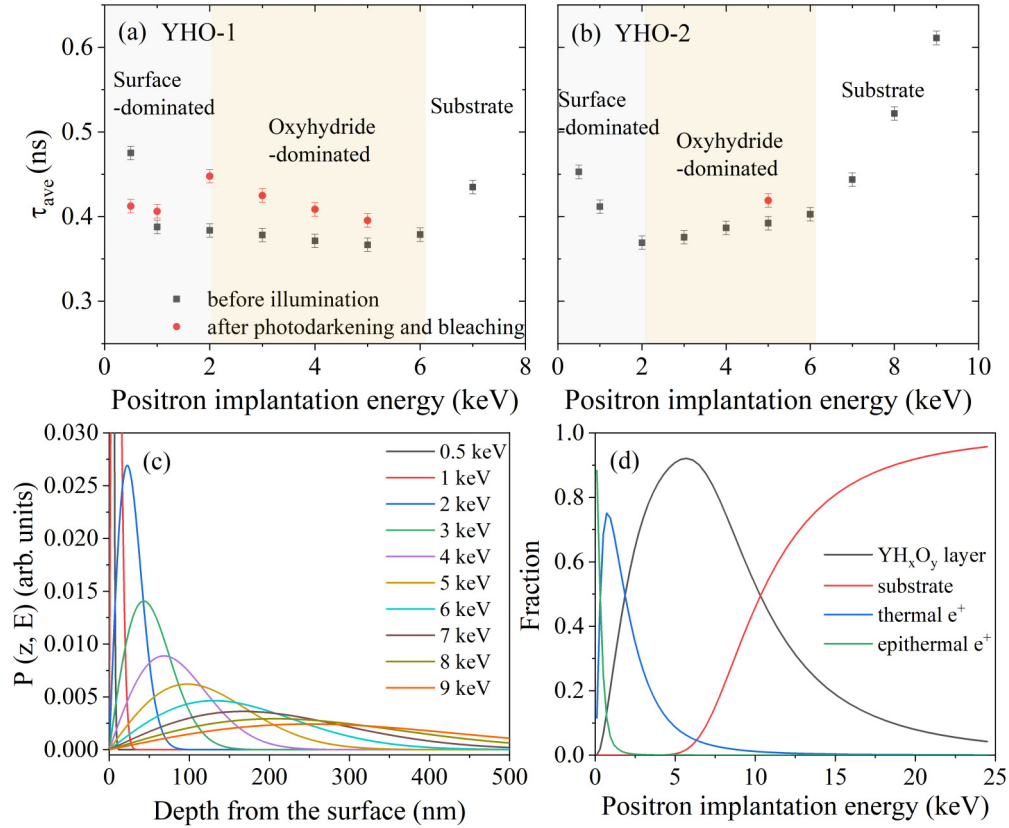 (a) YHO-1
Surface
-dominated
Oxyhydride
-dominated
Substrate
before illumination
after photodarkening and bleaching
τave (ns)
0.6
0.5
0.4
0.3
0 2 4 6 8
Positron implantation energy (keV)
(b) YHO-2
Surface
-dominated
Oxyhydride
-dominated
Substrate
0 2 4 6 8 10
Positron implantation energy (keV)
(c)
P (z, E) (arb. units)
0.030
0.025
0.020
0.015
0.010
0.005
0.000
0.5 keV
1 keV
2 keV
3 keV
4 keV
5 keV
6 keV
7 keV
8 keV
9 keV
0 100 200 300 400 500
Depth from the surface (nm)
(d)
Fraction
1.0
0.8
0.6
0.4
0.2
0.0
YHxOy layer
substrate
thermal e+
epithermal e+
0 5 10 15 20 25
Positron implantation energy (keV)